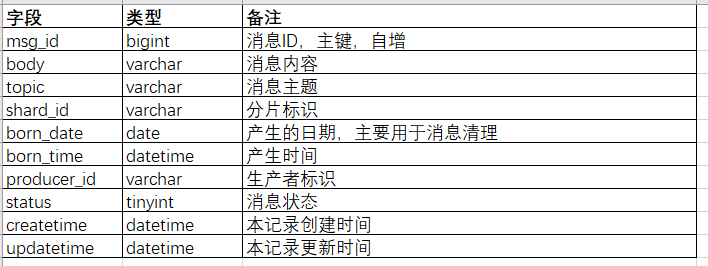 字段 类型 备注
msg_id bigint 消息ID，主键，自增
body varchar 消息内容
topic varchar 消息主题
shard_id varchar 分片标识
born_date date 产生的日期，主要用于消息清理
born_time datetime 产生时间
producer_id varchar 生产者标识
status tinyint 消息状态
createtime datetime 本记录创建时间
updatetime datetime 本记录更新时间